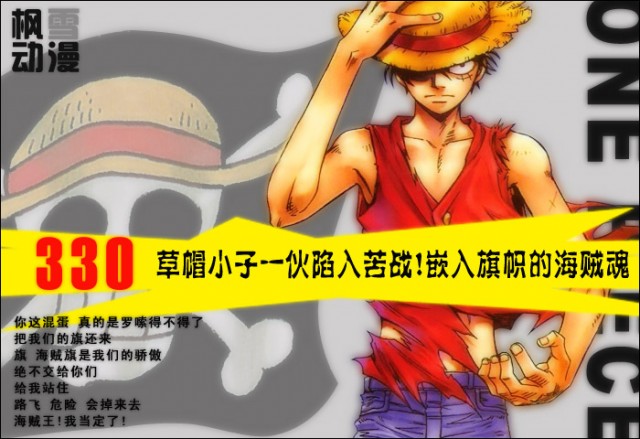 枫雪
动漫
ONE PIECE
330
草帽小子一伙陷入苦战!嵌入旗帜的海贼魂
你这混蛋 真的是罗嗦得不得了
把我们的旗还来
旗 海贼旗是我们的骄傲
绝不交给你们
给我站住
路飞 危险 会掉来去
海贼王!我当定了!